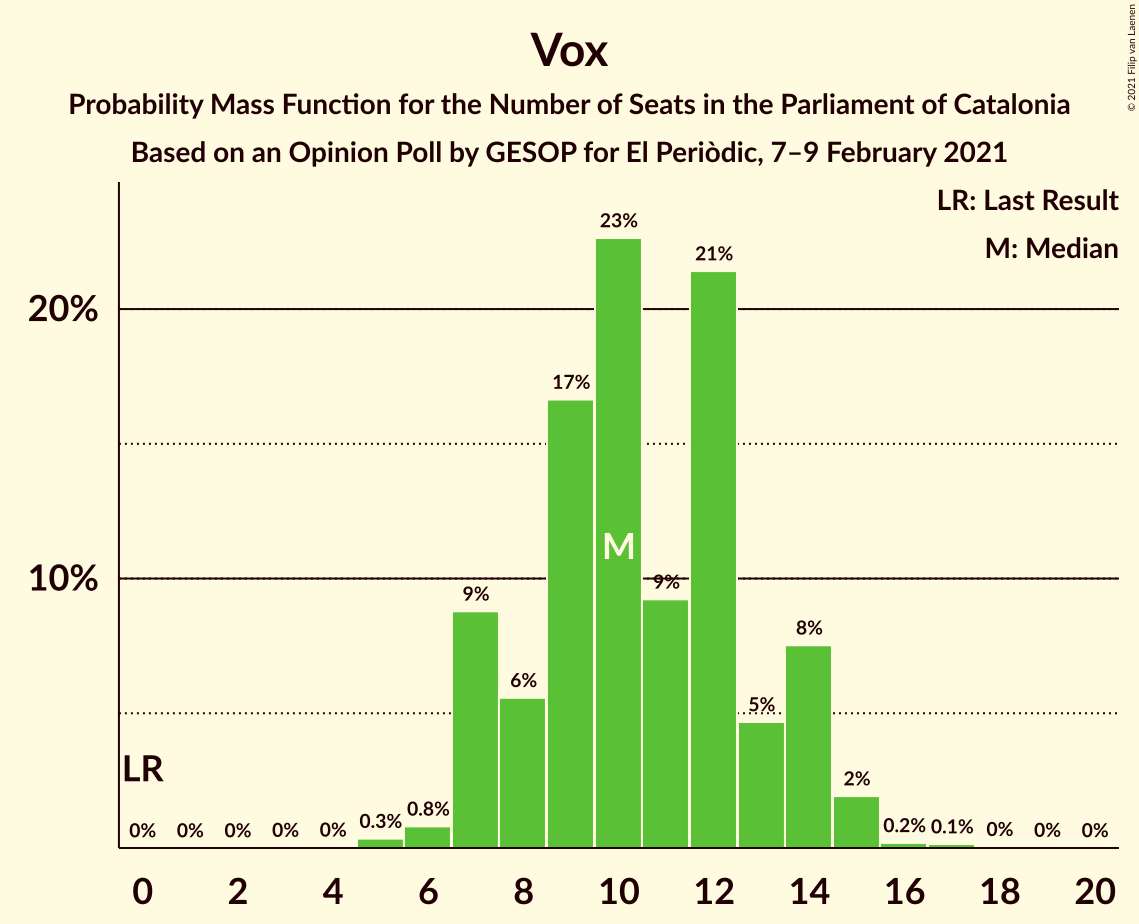 Vox
Probability Mass Function for the Number of Seats in the Parliament of Catalonia
Based on an Opinion Poll by GESOP for El Periòdic, 7–9 February 2021
© 2021 Filip van Laenen
LR: Last Result
M: Median
20%
10%
LR
M
0%
0%
0%
0%
0%
0.3%
0.8%
9%
6%
17%
23%
9%
21%
5%
8%
2%
0.2%
0.1%
0%
0%
0%
0 2 4 6 8 10 12 14 16 18 20